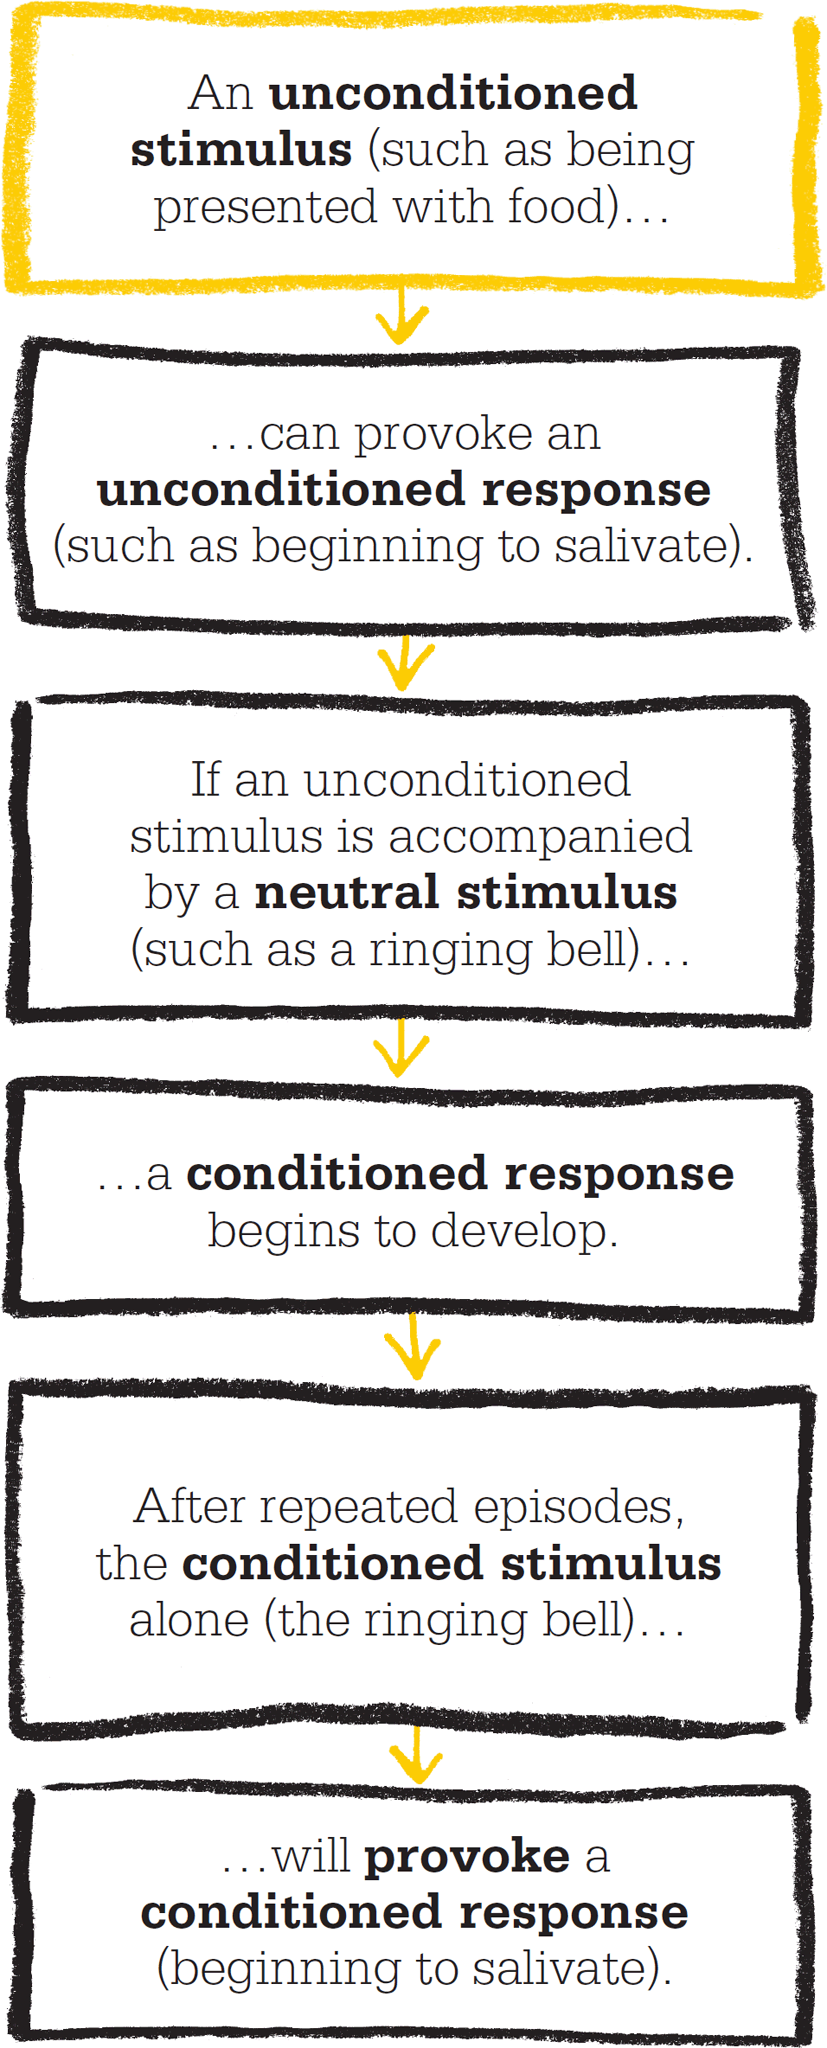 An unconditioned
stimulus (such as being
presented with food)…
…can provoke an
unconditioned response
(such as beginning to salivate).
If an unconditioned
stimulus is accompanied
by a neutral stimulus
(such as a ringing bell)…
…a conditioned response
begins to develop.
After repeated episodes,
the conditioned stimulus
alone (the ringing bell)…
…will provoke a
conditioned response
(beginning to salivate).